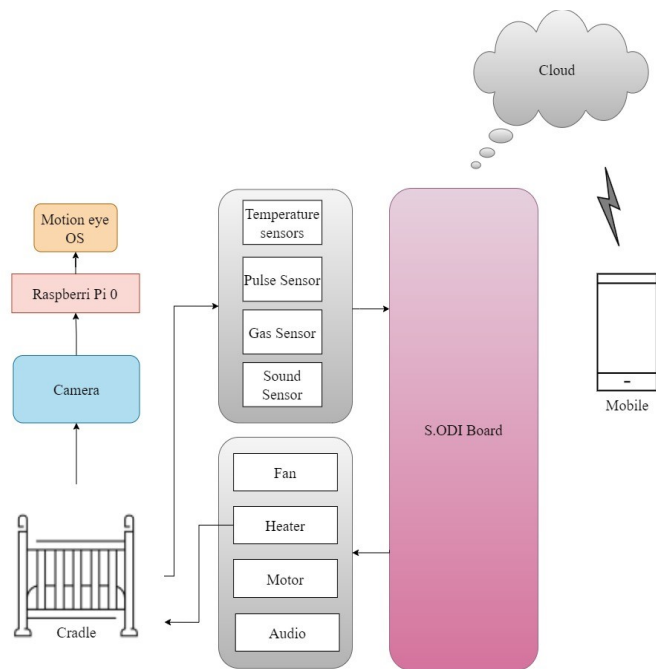 Cloud
Temperature
sensors
Motion eye
OS
Pulse Sensor
Raspberri Pi 0
Gas Sensor
Sound
Sensor
Camera
Mobile
S.ODI Board
Fan
Heater
Motor
Audio
Cradle